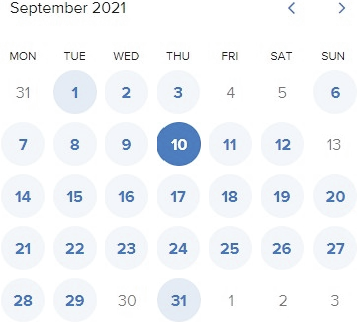 September 2021
MON TUE WED THU FRI SAT SUN
31 1 2 3 4 5 6
7 8 9 10 11 12 13
14 15 16 17 18 19 20
21 22 23 24 25 26 27
28 29 30 31 1 2 3